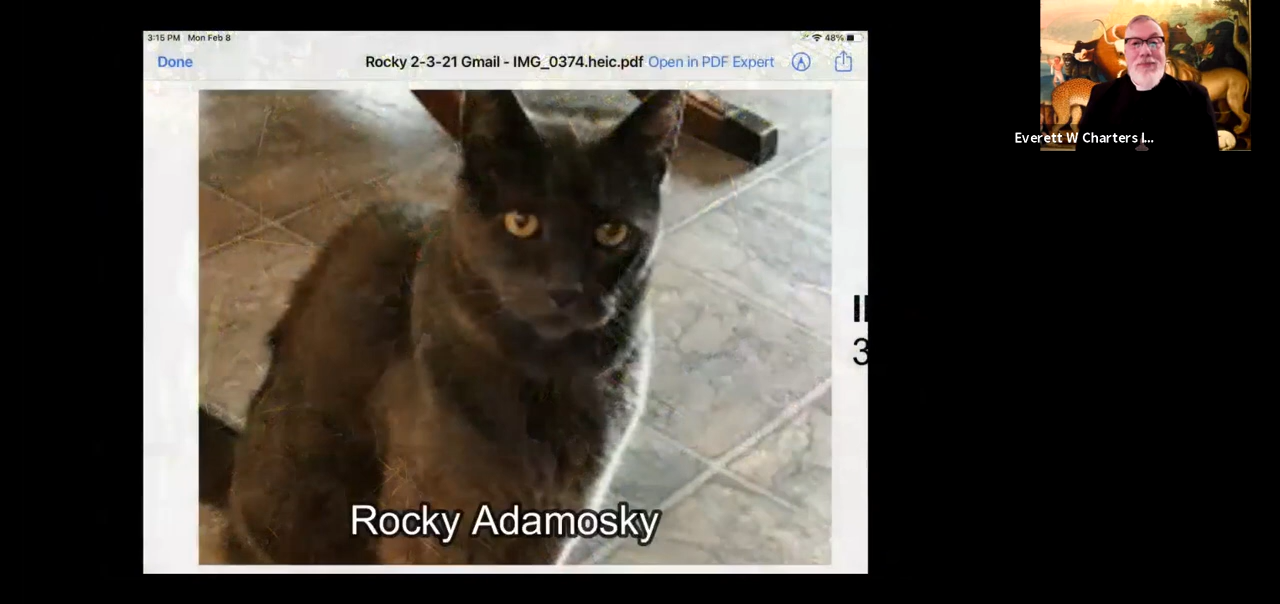 3:15 PM Mon Feb 8
48%
Done
Rocky 2-3-21 Gmail - IMG_0374.heic.pdf
Open in PDF Expert
Everett W Charters I...
3
Rocky Adamosky